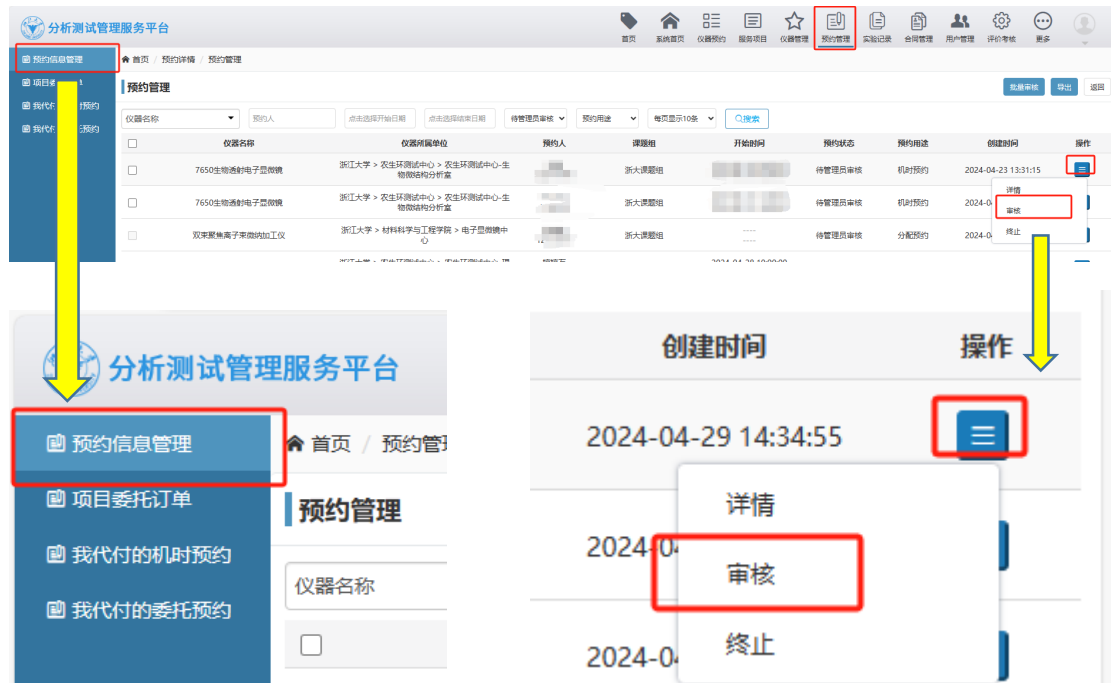 分析测试管理服务平台
首页 系统首页 仪器预约 服务项目 仪器管理 预约管理 实验记录 合同管理 用户管理 评价考核 更多
预约信息管理
首页 / 预约详情 / 预约管理
预约管理
批量审核 导出 返回
仪器名称 预约人 点击选择开始日期 点击选择结束日期 待管理员审核 预约用途 每页显示10条 搜索
仪器名称 仪器所属单位 预约人 课题组 开始时间 预约状态 预约用途 创建时间 操作
7650生物透射电子显微镜 浙江大学 > 农生环测试中心 > 农生环测试中心-生物微结构分析室 浙大课题组 待管理员审核 机时预约 2024-04-23 13:31:15
详情
审核
终止
7650生物透射电子显微镜 浙江大学 > 农生环测试中心 > 农生环测试中心-生物微结构分析室 浙大课题组 待管理员审核 机时预约 2024-0
双束聚焦离子束微纳加工仪 浙江大学 > 材料科学与工程学院 > 电子显微镜中心 浙大课题组 ---- ---- 待管理员审核 分配预约 2024-0
分析测试管理服务平台
预约信息管理
项目委托订单
我代付的机时预约
我代付的委托预约
首页 / 预约管
预约管理
仪器名称
创建时间 操作
2024-04-29 14:34:55
详情
审核
终止
2024-04
2024-04